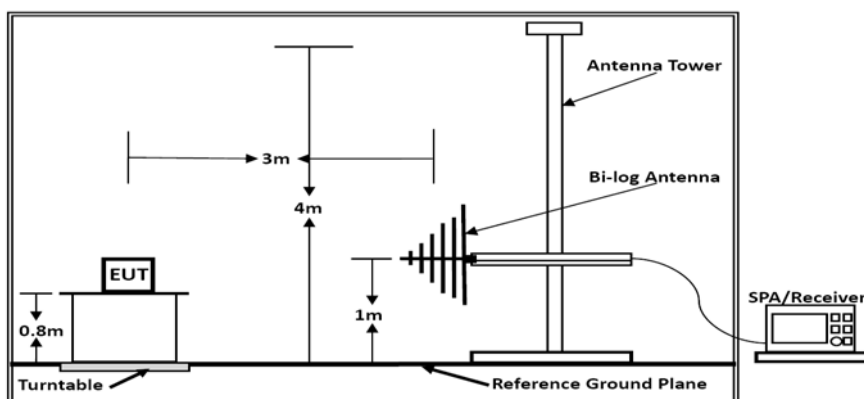 Antenna Tower
3m
Bi-log Antenna
4m
EUT
SPA/Receiver
0.8m
1m
Turntable
Reference Ground Plane